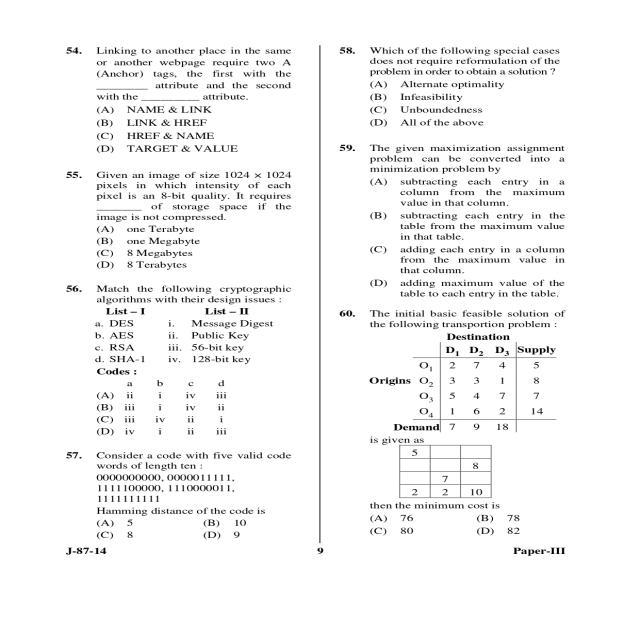 54. Linking to another place in the same
or another webpage require two A
(Anchor) tags, the first with the
________ attribute and the second
with the __________ attribute.
(A) NAME & LINK
(B) LINK & HREF
(C) HREF & NAME
(D) TARGET & VALUE
55. Given an image of size 1024 × 1024
pixels in which intensity of each
pixel is an 8-bit quality. It requires
_______ of storage space if the
image is not compressed.
(A) one Terabyte
(B) one Megabyte
(C) 8 Megabytes
(D) 8 Terabytes
56. Match the following cryptographic
algorithms with their design issues :
List – I List – II
a. DES i. Message Digest
b. AES ii. Public Key
c. RSA iii. 56-bit key
d. SHA-1 iv. 128-bit key
Codes :
a b c d
(A) ii i iv iii
(B) iii i iv ii
(C) iii iv ii i
(D) iv i ii iii
57. Consider a code with five valid code
words of length ten :
0000000000, 0000011111,
1111100000, 1110000011,
1111111111
Hamming distance of the code is
(A) 5 (B) 10
(C) 8 (D) 9
58. Which of the following special cases
does not require reformulation of the
problem in order to obtain a solution ?
(A) Alternate optimality
(B) Infeasibility
(C) Unboundedness
(D) All of the above
59. The given maximization assignment
problem can be converted into a
minimization problem by
(A) subtracting each entry in a
column from the maximum
value in that column.
(B) subtracting each entry in the
table from the maximum value
in that table.
(C) adding each entry in a column
from the maximum value in
that column.
(D) adding maximum value of the
table to each entry in the table.
60. The initial basic feasible solution of
the following transportion problem :
Destination
D1 D2 D3 Supply
O1 2 7 4 5
Origins O2 3 3 1 8
O3 5 4 7 7
O4 1 6 2 14
Demand 7 9 18
is given as
5
8
7
2 2 10
then the minimum cost is
(A) 76 (B) 78
(C) 80 (D) 82
J-87-14 9 Paper-III